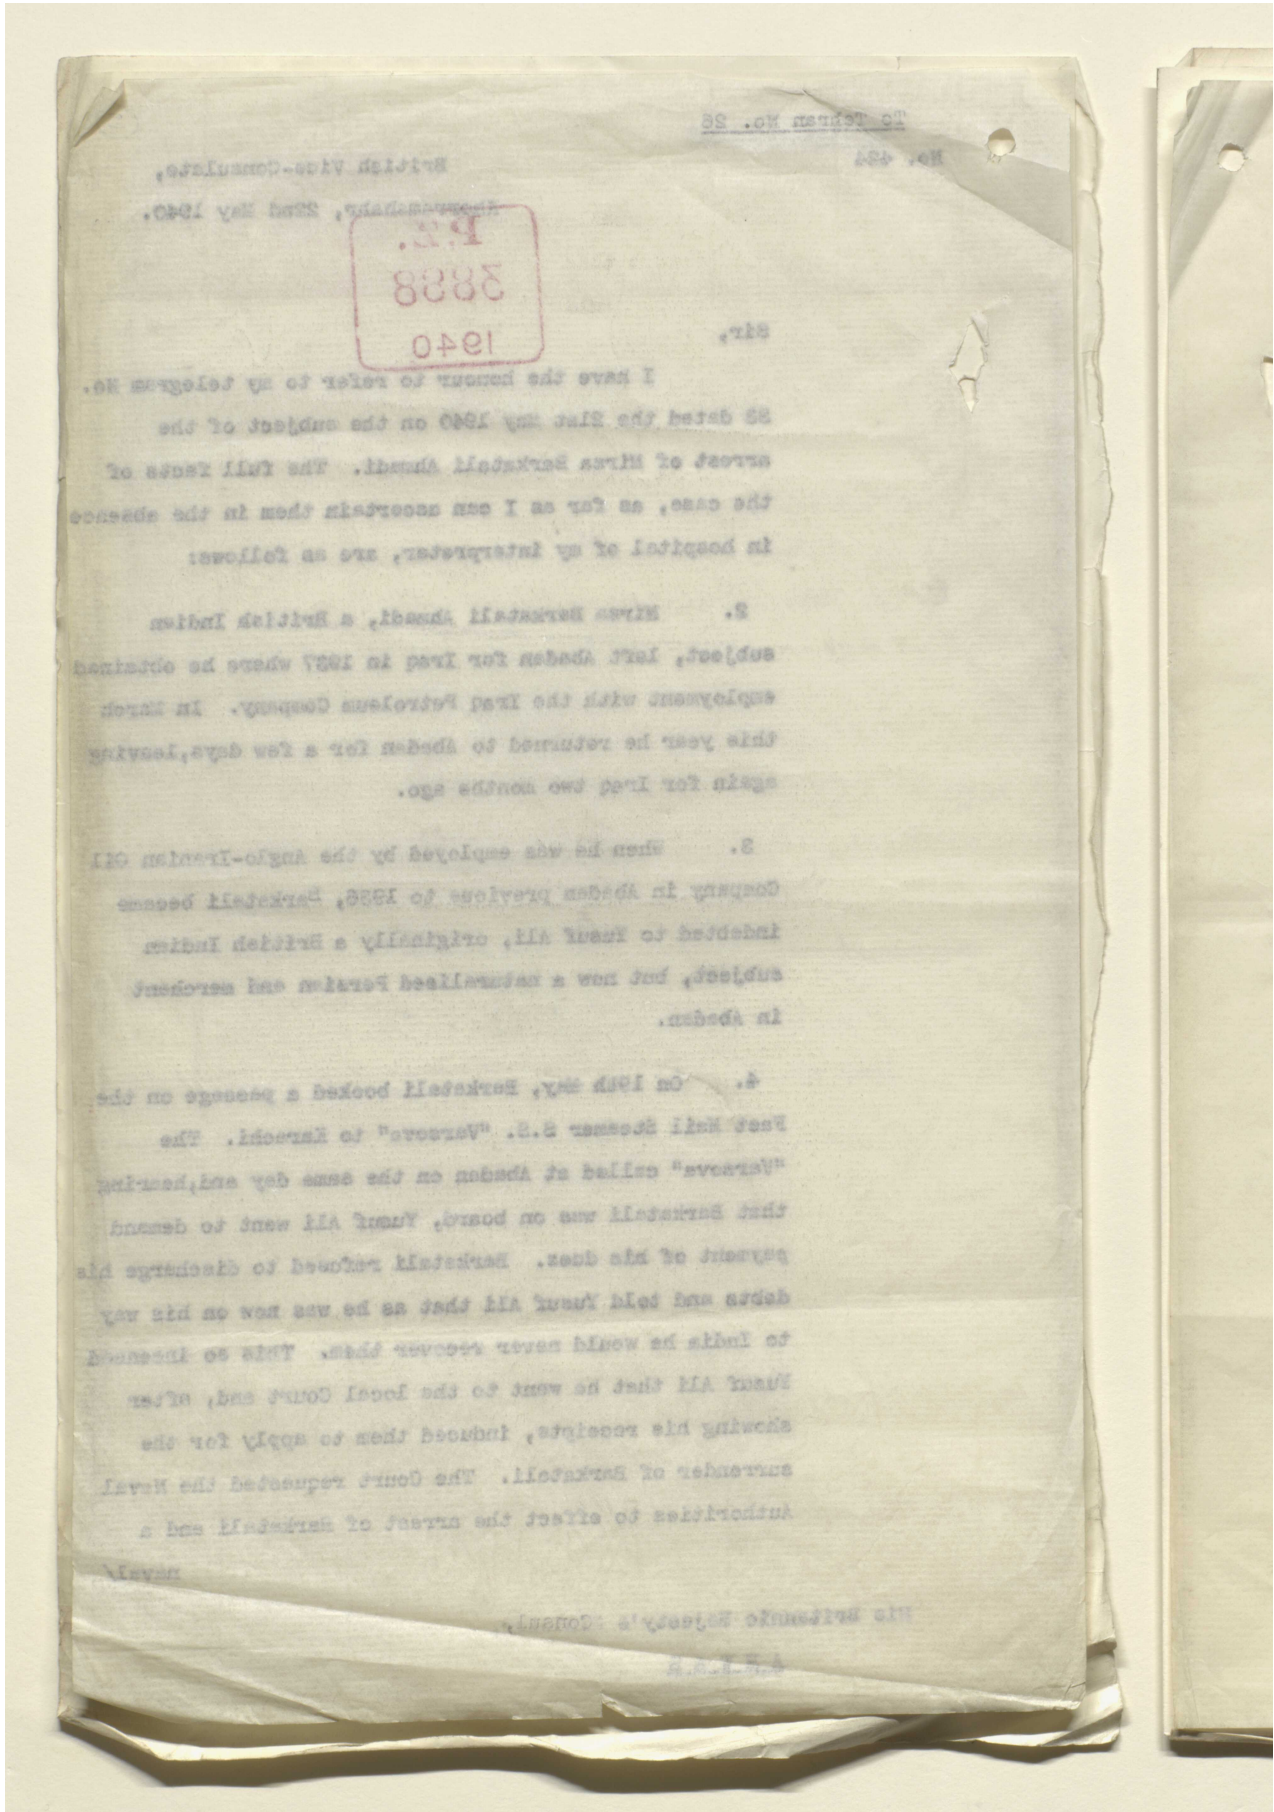 To Tehran No. 26
No. 424
British Vice-Consulate,
Khorramshahr, 22nd May 1940.
P.Z.
3888
1940
Sir,
I have the honour to refer to my telegram No.
38 dated the 21st May 1940 on the subject of the
arrest of Mirza Barkatali Ahmadi. The full facts of
the case, as far as I can ascertain them in the absence
in hospital of my interpreter, are as follows:
2. Mirza Barkatali Ahmadi, a British Indian
subject, left Abadan for Iraq in 1937 where he obtained
employment with the Iraq Petroleum Company. In March
this year he returned to Abadan for a few days, leaving
again for Iraq two months ago.
3. When he was employed by the Anglo-Iranian Oil
Company in Abadan previous to 1936, Barkatali became
indebted to Yusuf Ali, originally a British Indian
subject, but now a naturalised Persian and merchant
in Abadan.
4. On 19th May, Barkatali booked a passage on the
Fast Mail Steamer S.S. "Varsova" to Karachi. The
"Varsova" called at Abadan on the same day and, hearing
that Barkatali was on board, Yusuf Ali went to demand
payment of his dues. Barkatali refused to discharge his
debts and told Yusuf Ali that as he was now on his way
to India he would never recover them. This so incensed
Yusuf Ali that he went to the local Court and, after
showing his receipts, induced them to apply for the
surrender of Barkatali. The Court requested the Naval
Authorities to effect the arrest of Barkatali and a
naval/
His Britannic Majesty's Consul,